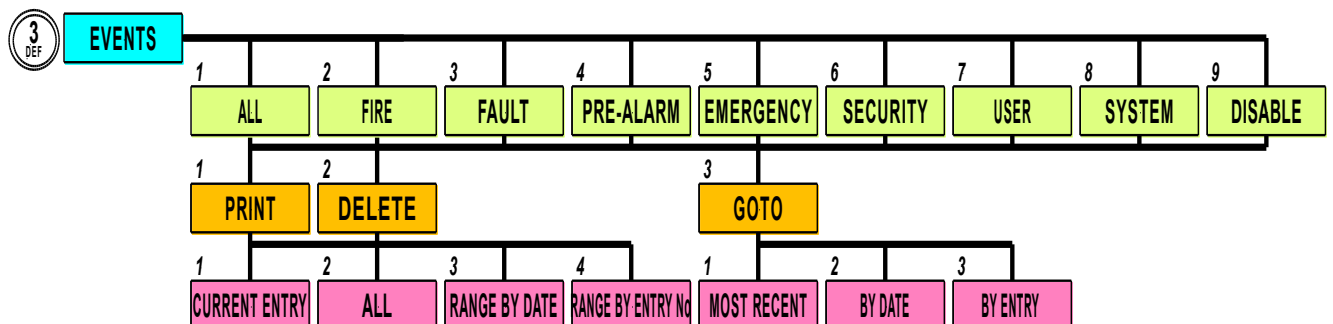 3
DEF
EVENTS
1 2 3 4 5 6 7 8 9
ALL FIRE FAULT PRE-ALARM EMERGENCY SECURITY USER SYSTEM DISABLE
1 2 3
PRINT DELETE GOTO
1 2 3 4 1 2 3
CURRENT ENTRY ALL RANGE BY DATE RANGE BY ENTRY No MOST RECENT BY DATE BY ENTRY